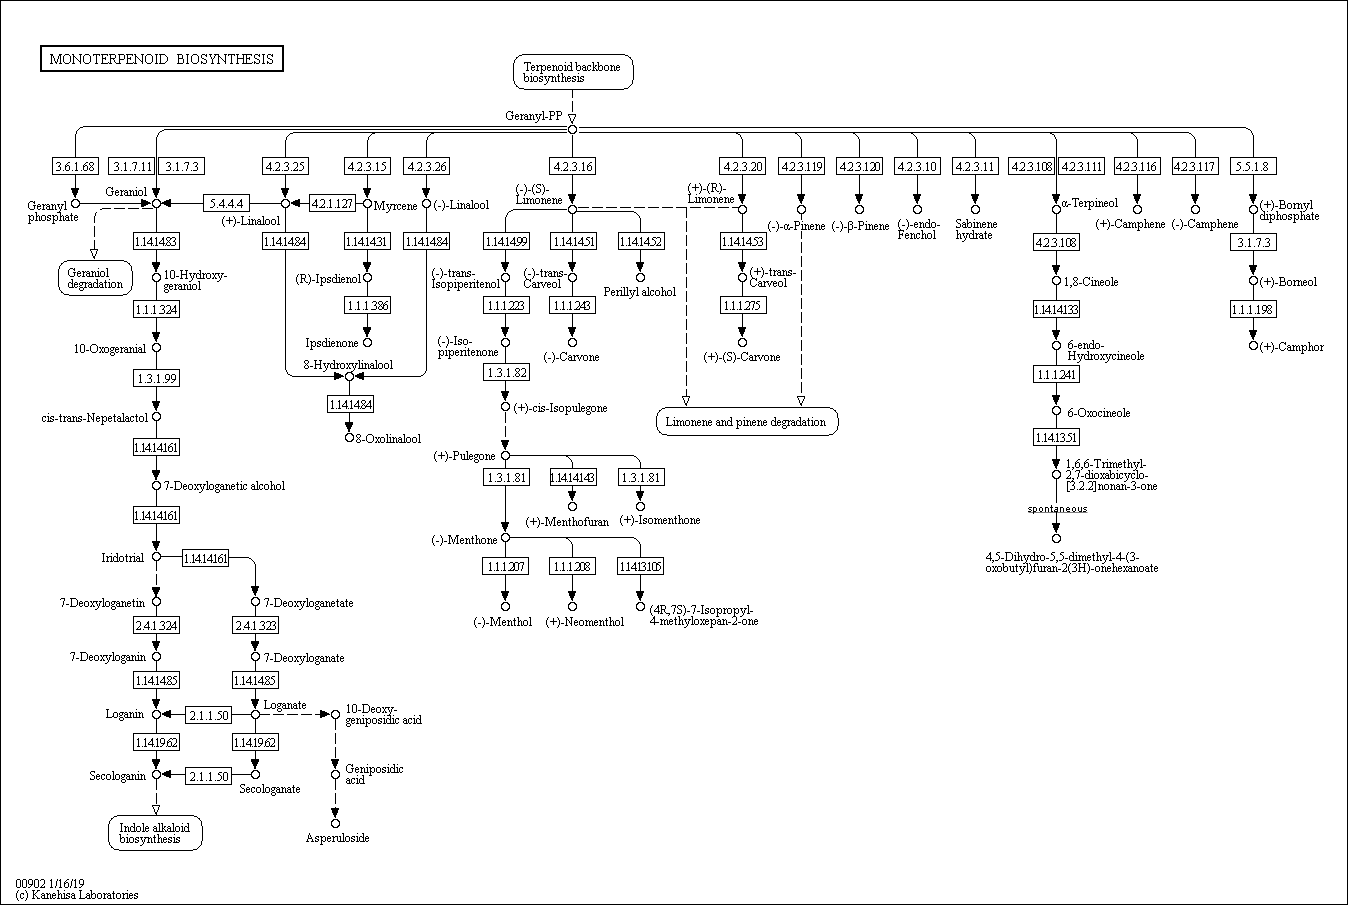 MONOTERPENOID BIOSYNTHESIS
Terpenoid backbone
biosynthesis
Geranyl-PP
3.6.1.68
3.1.7.11
3.1.7.3
4.2.3.25
4.2.3.15
4.2.3.26
4.2.3.16
4.2.3.20
4.2.3.119
4.2.3.120
4.2.3.10
4.2.3.11
4.2.3.108
4.2.3.111
4.2.3.116
4.2.3.117
5.5.1.8
Geranyl
phosphate
Geraniol
5.4.4.4
(+)-Linalool
4.2.1.127
Myrcene
(-)-Linalool
(-)-(S)-
Limonene
(+)-(R)-
Limonene
(-)-α-Pinene
(-)-β-Pinene
(-)-endo-
Fenchol
Sabinene
hydrate
α-Terpineol
(+)-Camphene
(-)-Camphene
(+)-Bornyl
diphosphate
1.14.14.83
1.14.14.84
1.14.14.31
1.14.14.84
1.14.14.99
1.14.14.51
1.14.14.52
1.14.14.53
4.2.3.108
3.1.7.3
Geraniol
degradation
10-Hydroxy-
geraniol
(R)-Ipsdienol
(-)-trans-
Isopiperitenol
(-)-trans-
Carveol
Perillyl alcohol
(+)-trans-
Carveol
1,8-Cineole
(+)-Borneol
1.1.1.324
1.1.1.386
1.1.1.223
1.1.1.243
1.1.1.275
1.14.14.133
1.1.1.198
10-Oxogeranial
Ipsdienone
(-)-Iso-
piperitenone
(-)-Carvone
(+)-(S)-Carvone
6-endo-
Hydroxycineole
(+)-Camphor
1.3.1.99
8-Hydroxylinalool
1.3.1.82
1.1.1.241
cis-trans-Nepetalactol
1.14.14.84
(+)-cis-Isopulegone
Limonene and pinene degradation
6-Oxocineole
1.14.14.161
8-Oxolinalool
1.14.13.51
(+)-Pulegone
7-Deoxyloganetic alcohol
1.3.1.81
1.14.14.143
1.3.1.81
1,6,6-Trimethyl-
2,7-dioxabicyclo-
[3.2.2]nonan-3-one
1.14.14.161
(+)-Menthofuran
(+)-Isomenthone
spontaneous
(-)-Menthone
Iridotrial
1.14.14.161
1.1.1.207
1.1.1.208
1.14.13.105
4,5-Dihydro-5,5-dimethyl-4-(3-
oxobutyl)furan-2(3H)-onehexanoate
7-Deoxyloganetin
7-Deoxyloganetate
(-)-Menthol
(+)-Neomenthol
(4R,7S)-7-Isopropyl-
4-methyloxepan-2-one
2.4.1.324
2.4.1.323
7-Deoxyloganin
7-Deoxyloganate
1.14.14.85
1.14.14.85
Loganin
2.1.1.50
Loganate
10-Deoxy-
geniposidic acid
1.14.19.62
1.14.19.62
Secologanin
2.1.1.50
Secologanate
Geniposidic
acid
Indole alkaloid
biosynthesis
Asperuloside
00902 1/16/19
(c) Kanehisa Laboratories